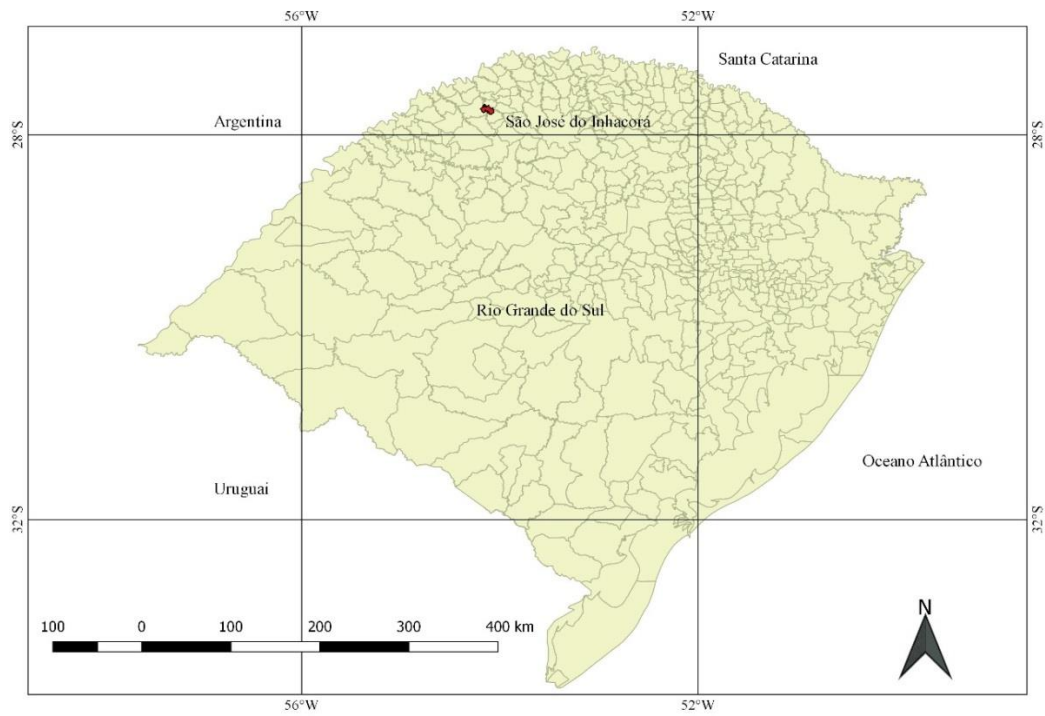 56°W 52°W
Santa Catarina
Argentina
São José do Inhacorá
28°S 28°S
Rio Grande do Sul
Oceano Atlântico
Uruguai
32°S 32°S
N
100 0 100 200 300 400 km
56°W 52°W